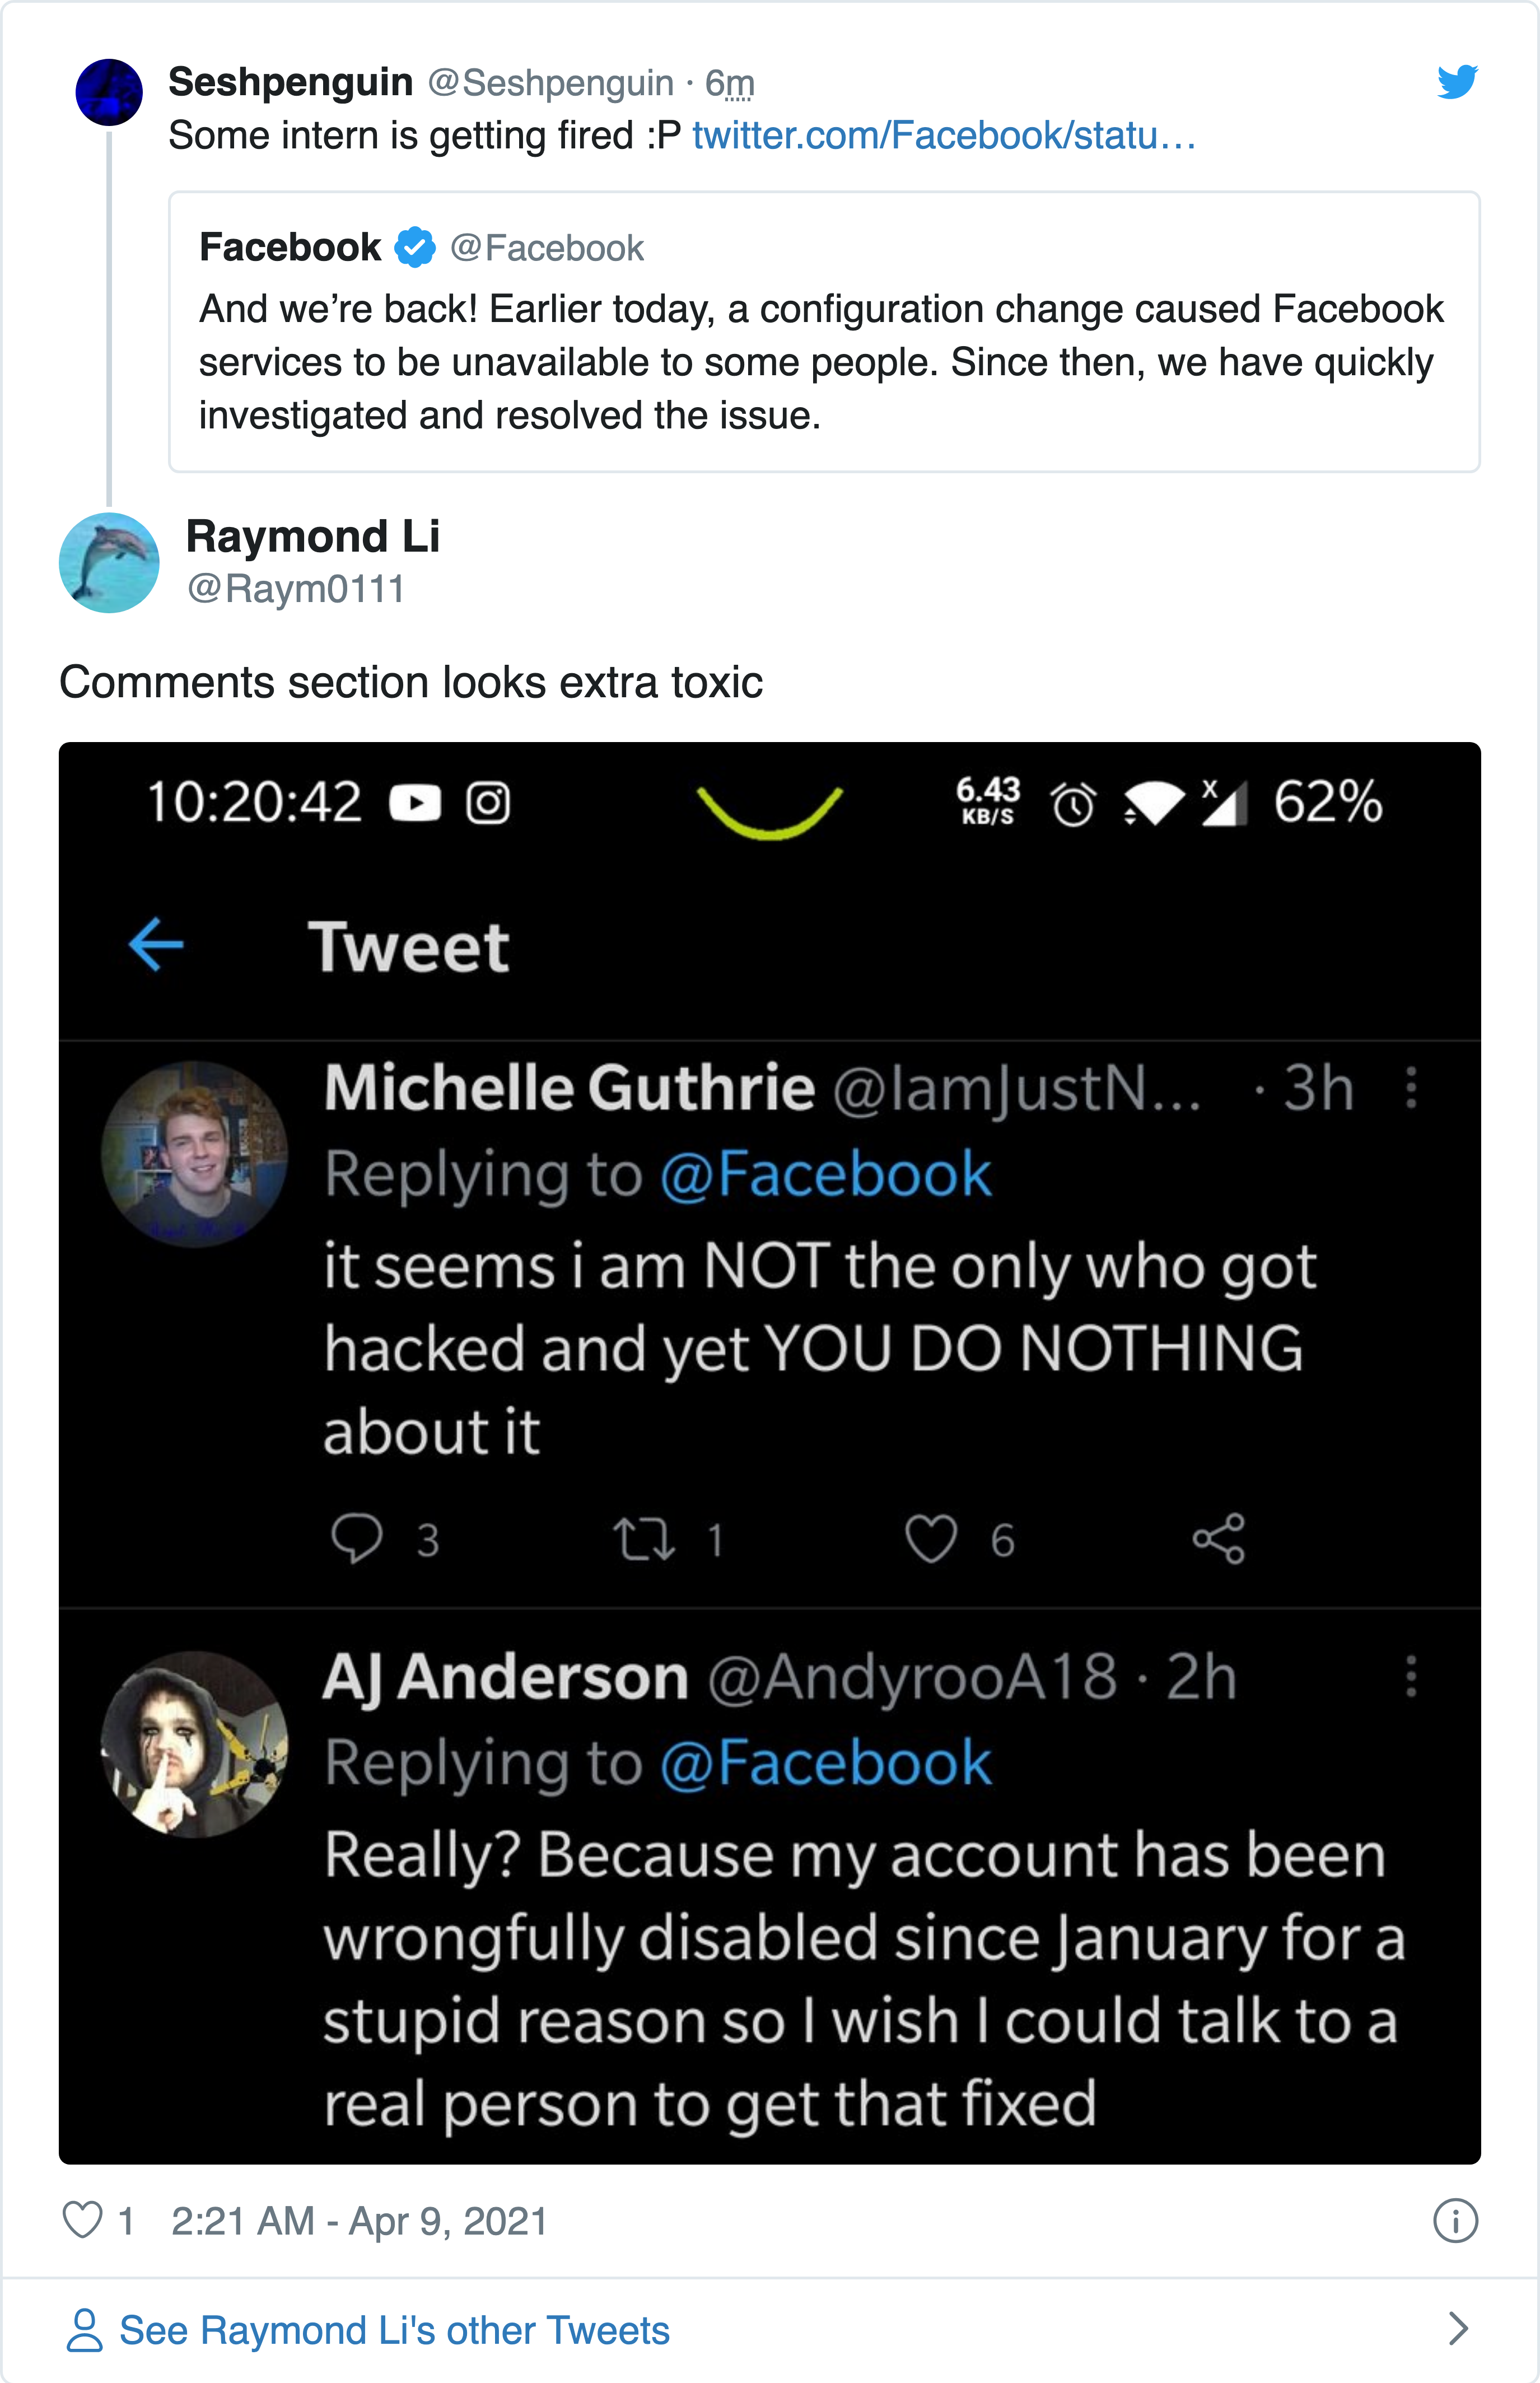 Seshpenguin @Seshpenguin · 6m
Some intern is getting fired :P twitter.com/Facebook/statu…
Facebook @Facebook
And we’re back! Earlier today, a configuration change caused Facebook
services to be unavailable to some people. Since then, we have quickly
investigated and resolved the issue.
Raymond Li
@Raym0111
Comments section looks extra toxic
10:20:42 6.43 KB/S x 62%
Tweet
Michelle Guthrie @IamJustN... · 3h
Replying to @Facebook
it seems i am NOT the only who got
hacked and yet YOU DO NOTHING
about it
3 1 6
AJ Anderson @AndyrooA18 · 2h
Replying to @Facebook
Really? Because my account has been
wrongfully disabled since January for a
stupid reason so I wish I could talk to a
real person to get that fixed
1 2:21 AM - Apr 9, 2021
See Raymond Li's other Tweets